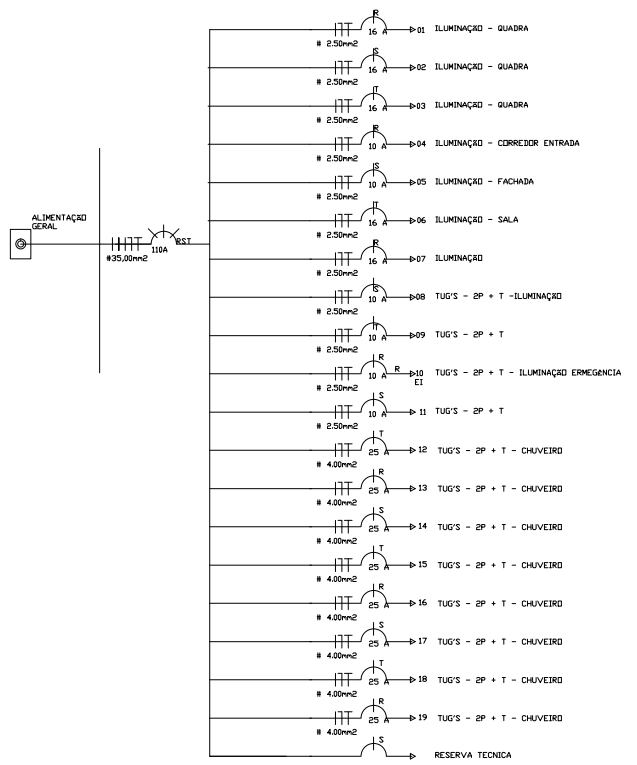 ALIMENTAÇÃO
GERAL
#35,00mm2
110A
RST
R
16 A
01 ILUMINAÇÃO - QUADRA
# 2.50mm2
S
16 A
02 ILUMINAÇÃO - QUADRA
# 2.50mm2
T
16 A
03 ILUMINAÇÃO - QUADRA
# 2.50mm2
R
10 A
04 ILUMINAÇÃO - CORREDOR ENTRADA
# 2.50mm2
S
10 A
05 ILUMINAÇÃO - FACHADA
# 2.50mm2
T
16 A
06 ILUMINAÇÃO - SALA
# 2.50mm2
R
16 A
07 ILUMINAÇÃO
# 2.50mm2
S
10 A
08 TUG'S - 2P + T -ILUMINAÇÃO
# 2.50mm2
T
10 A
09 TUG'S - 2P + T
# 2.50mm2
R
10 A
R
10 TUG'S - 2P + T - ILUMINAÇÃO ERMEGêNCIA
EI
# 2.50mm2
S
10 A
11 TUG'S - 2P + T
# 2.50mm2
T
25 A
12 TUG'S - 2P + T - CHUVEIRO
# 4.00mm2
R
25 A
13 TUG'S - 2P + T - CHUVEIRO
# 4.00mm2
S
25 A
14 TUG'S - 2P + T - CHUVEIRO
# 4.00mm2
T
25 A
15 TUG'S - 2P + T - CHUVEIRO
# 4.00mm2
R
25 A
16 TUG'S - 2P + T - CHUVEIRO
# 4.00mm2
S
25 A
17 TUG'S - 2P + T - CHUVEIRO
# 4.00mm2
T
25 A
18 TUG'S - 2P + T - CHUVEIRO
# 4.00mm2
R
25 A
19 TUG'S - 2P + T - CHUVEIRO
# 4.00mm2
S
RESERVA TECNICA